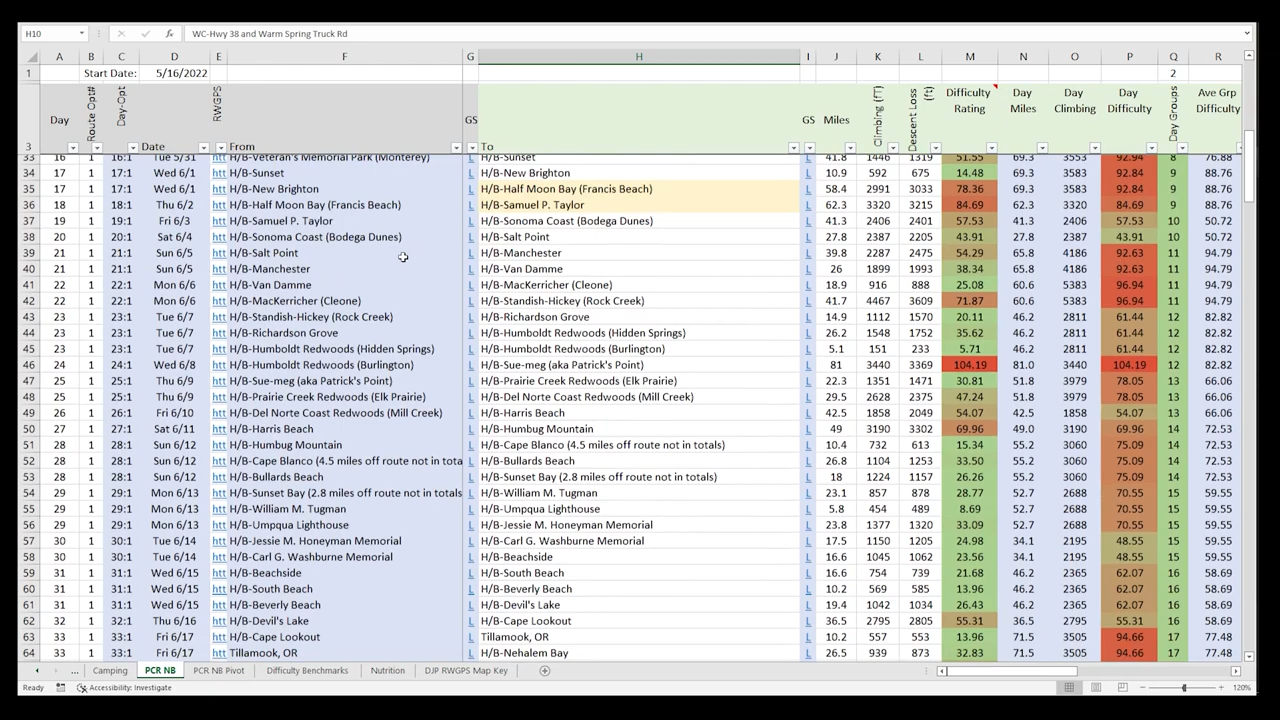 H10 fx WC-Hwy 38 and Warm Spring Truck Rd
A B C D E F G H I J K L M N O P Q R
1 Start Date: 5/16/2022 2
3 Day Route Opt# Day-Opt Date RWGPS From GS To GS Miles Climbing (fT) Descent Loss (ft) Difficulty Rating Day Miles Day Climbing Day Difficulty Day Groups Ave Grp Difficulty
33 16 1 16:1 Tue 5/31 htt H/B-Veteran's Memorial Park (Monterey) L H/B-Sunset L 41.8 1446 1319 51.55 69.3 3553 92.94 8 76.88
34 17 1 17:1 Wed 6/1 htt H/B-Sunset L H/B-New Brighton L 10.9 592 675 14.48 69.3 3583 92.84 9 88.76
35 17 1 17:1 Wed 6/1 htt H/B-New Brighton L H/B-Half Moon Bay (Francis Beach) L 58.4 2991 3033 78.36 69.3 3583 92.84 9 88.76
36 18 1 18:1 Thu 6/2 htt H/B-Half Moon Bay (Francis Beach) L H/B-Samuel P. Taylor L 62.3 3320 3215 84.69 62.3 3320 84.69 9 88.76
37 19 1 19:1 Fri 6/3 htt H/B-Samuel P. Taylor L H/B-Sonoma Coast (Bodega Dunes) L 41.3 2406 2401 57.53 41.3 2406 57.53 10 50.72
38 20 1 20:1 Sat 6/4 htt H/B-Sonoma Coast (Bodega Dunes) L H/B-Salt Point L 27.8 2387 2205 43.91 27.8 2387 43.91 10 50.72
39 21 1 21:1 Sun 6/5 htt H/B-Salt Point L H/B-Manchester L 39.8 2287 2475 54.29 65.8 4186 92.63 11 94.79
40 21 1 21:1 Sun 6/5 htt H/B-Manchester L H/B-Van Damme L 26 1899 1993 38.34 65.8 4186 92.63 11 94.79
41 22 1 22:1 Mon 6/6 htt H/B-Van Damme L H/B-MacKerricher (Cleone) L 18.9 916 888 25.08 60.6 5383 96.94 11 94.79
42 22 1 22:1 Mon 6/6 htt H/B-MacKerricher (Cleone) L H/B-Standish-Hickey (Rock Creek) L 41.7 4467 3609 71.87 60.6 5383 96.94 11 94.79
43 23 1 23:1 Tue 6/7 htt H/B-Standish-Hickey (Rock Creek) L H/B-Richardson Grove L 14.9 1112 1570 20.11 46.2 2811 61.44 12 82.82
44 23 1 23:1 Tue 6/7 htt H/B-Richardson Grove L H/B-Humboldt Redwoods (Hidden Springs) L 26.2 1548 1752 35.62 46.2 2811 61.44 12 82.82
45 23 1 23:1 Tue 6/7 htt H/B-Humboldt Redwoods (Hidden Springs) L H/B-Humboldt Redwoods (Burlington) L 5.1 151 233 5.71 46.2 2811 61.44 12 82.82
46 24 1 24:1 Wed 6/8 htt H/B-Humboldt Redwoods (Burlington) L H/B-Sue-meg (aka Patrick's Point) L 81 3440 3369 104.19 81.0 3440 104.19 12 82.82
47 25 1 25:1 Thu 6/9 htt H/B-Sue-meg (aka Patrick's Point) L H/B-Prairie Creek Redwoods (Elk Prairie) L 22.3 1351 1471 30.81 51.8 3979 78.05 13 66.06
48 25 1 25:1 Thu 6/9 htt H/B-Prairie Creek Redwoods (Elk Prairie) L H/B-Del Norte Coast Redwoods (Mill Creek) L 29.5 2628 2375 47.24 51.8 3979 78.05 13 66.06
49 26 1 26:1 Fri 6/10 htt H/B-Del Norte Coast Redwoods (Mill Creek) L H/B-Harris Beach L 42.5 1858 2049 54.07 42.5 1858 54.07 13 66.06
50 27 1 27:1 Sat 6/11 htt H/B-Harris Beach L H/B-Humbug Mountain L 49 3190 3302 69.96 49.0 3190 69.96 14 72.53
51 28 1 28:1 Sun 6/12 htt H/B-Humbug Mountain L H/B-Cape Blanco (4.5 miles off route not in totals) L 10.4 732 613 15.34 55.2 3060 75.09 14 72.53
52 28 1 28:1 Sun 6/12 htt H/B-Cape Blanco (4.5 miles off route not in tota L H/B-Bullards Beach L 26.8 1104 1253 33.50 55.2 3060 75.09 14 72.53
53 28 1 28:1 Sun 6/12 htt H/B-Bullards Beach L H/B-Sunset Bay (2.8 miles off route not in totals) L 18 1224 1157 26.26 55.2 3060 75.09 14 72.53
54 29 1 29:1 Mon 6/13 htt H/B-Sunset Bay (2.8 miles off route not in totals L H/B-William M. Tugman L 23.1 857 878 28.77 52.7 2688 70.55 15 59.55
55 29 1 29:1 Mon 6/13 htt H/B-William M. Tugman L H/B-Umpqua Lighthouse L 5.8 454 489 8.69 52.7 2688 70.55 15 59.55
56 29 1 29:1 Mon 6/13 htt H/B-Umpqua Lighthouse L H/B-Jessie M. Honeyman Memorial L 23.8 1377 1320 33.09 52.7 2688 70.55 15 59.55
57 30 1 30:1 Tue 6/14 htt H/B-Jessie M. Honeyman Memorial L H/B-Carl G. Washburne Memorial L 17.5 1150 1205 24.98 34.1 2195 48.55 15 59.55
58 30 1 30:1 Tue 6/14 htt H/B-Carl G. Washburne Memorial L H/B-Beachside L 16.6 1045 1062 23.56 34.1 2195 48.55 15 59.55
59 31 1 31:1 Wed 6/15 htt H/B-Beachside L H/B-South Beach L 16.6 754 739 21.68 46.2 2365 62.07 16 58.69
60 31 1 31:1 Wed 6/15 htt H/B-South Beach L H/B-Beverly Beach L 10.2 569 585 13.96 46.2 2365 62.07 16 58.69
61 31 1 31:1 Wed 6/15 htt H/B-Beverly Beach L H/B-Devil's Lake L 19.4 1042 1034 26.43 46.2 2365 62.07 16 58.69
62 32 1 32:1 Thu 6/16 htt H/B-Devil's Lake L H/B-Cape Lookout L 36.5 2795 2805 55.31 36.5 2795 55.31 16 58.69
63 33 1 33:1 Fri 6/17 htt H/B-Cape Lookout L Tillamook, OR L 10.2 557 553 13.96 71.5 3505 94.66 17 77.48
64 33 1 33:1 Fri 6/17 htt Tillamook, OR L H/B-Nehalem Bay L 26.5 939 873 32.83 71.5 3505 94.66 17 77.48
... Camping PCR NB PCR NB Pivot Difficulty Benchmarks Nutrition DJP RWGPS Map Key
Ready Accessibility: Investigate 120%